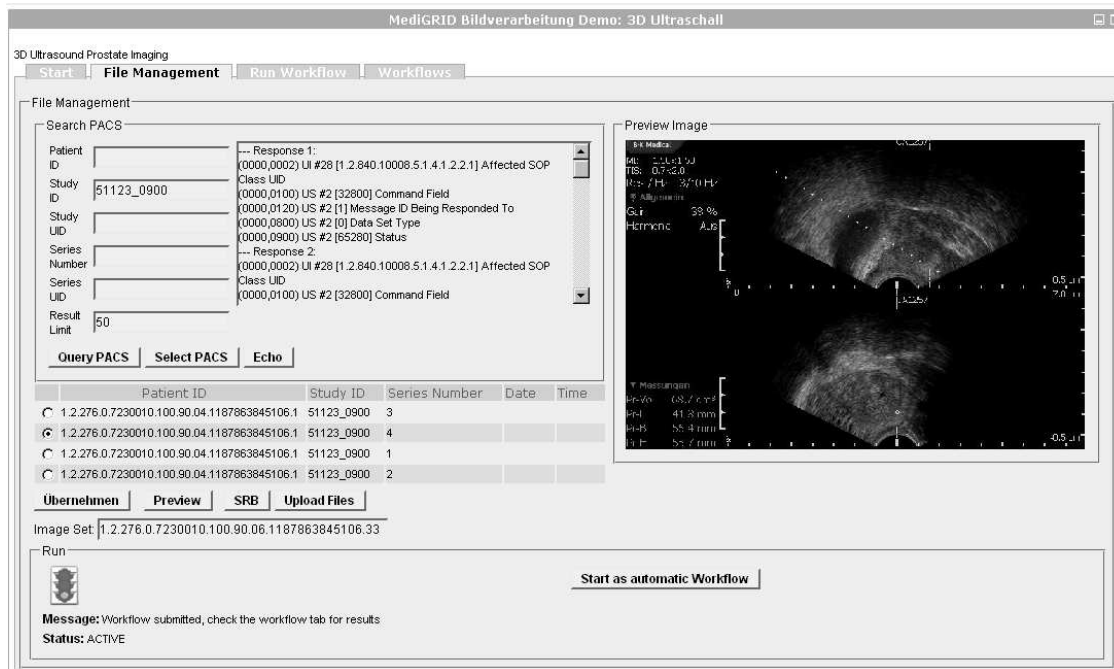 MediGRID Bildverarbeitung Demo: 3D Ultraschall
3D Ultrasound Prostate Imaging
Start File Management Run Workflow Workflows
File Management
Search PACS
Patient ID
Study ID 51123_0900
Study UID
Series Number
Series UID
Result Limit 50
--- Response 1:
(0000,0002) UI #28 [1.2.840.10008.5.1.4.1.2.2.1] Affected SOP
Class UID
(0000,0100) US #2 [32800] Command Field
(0000,0120) US #2 [1] Message ID Being Responded To
(0000,0800) US #2 [0] Data Set Type
(0000,0900) US #2 [65280] Status
--- Response 2:
(0000,0002) UI #28 [1.2.840.10008.5.1.4.1.2.2.1] Affected SOP
Class UID
(0000,0100) US #2 [32800] Command Field
Query PACS Select PACS Echo
Preview Image
B-K Medical
Allgemein
39 %
Aus
0.5
7.0
Messungen
mm
mm
mm
-0.5
Patient ID Study ID Series Number Date Time
1.2.276.0.7230010.100.90.04.1187863845106.1 51123_0900 3
1.2.276.0.7230010.100.90.04.1187863845106.1 51123_0900 4
1.2.276.0.7230010.100.90.04.1187863845106.1 51123_0900 1
1.2.276.0.7230010.100.90.04.1187863845106.1 51123_0900 2
Übernehmen Preview SRB Upload Files
Image Set: 1.2.276.0.7230010.100.90.06.1187863845106.33
Run
Start as automatic Workflow
Message: Workflow submitted, check the workflow tab for results
Status: ACTIVE